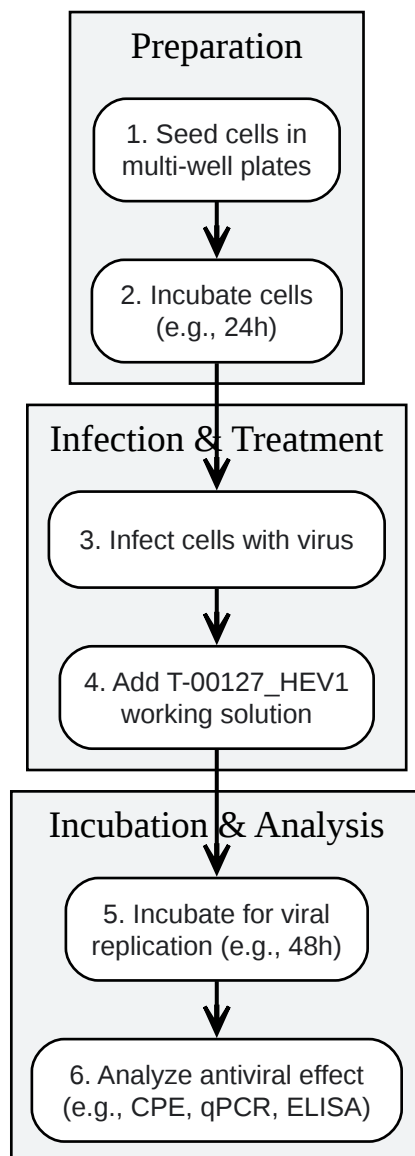 Preparation
1. Seed cells in
multi-well plates
2. Incubate cells
(e.g., 24h)
Infection & Treatment
3. Infect cells with virus
4. Add T-00127_HEV1
working solution
Incubation & Analysis
5. Incubate for viral
replication (e.g., 48h)
6. Analyze antiviral effect
(e.g., CPE, qPCR, ELISA)